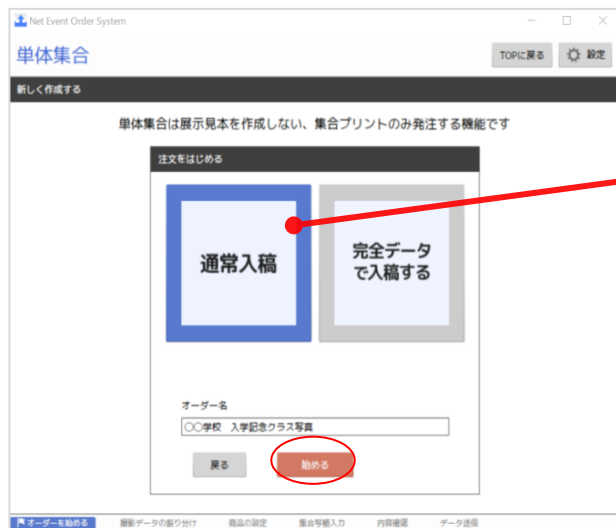 Net Event Order System
単体集合
TOPに戻る
設定
新しく作成する
単体集合は展示見本を作成しない、集合プリントのみ発注する機能です
注文をはじめる
通常入稿
完全データ
で入稿する
オーダー名
○○学校 入学記念クラス写真
戻る
始める
オーダーを始める 撮影データの振り分け 商品の設定 集合写植入力 内容確認 データ送信